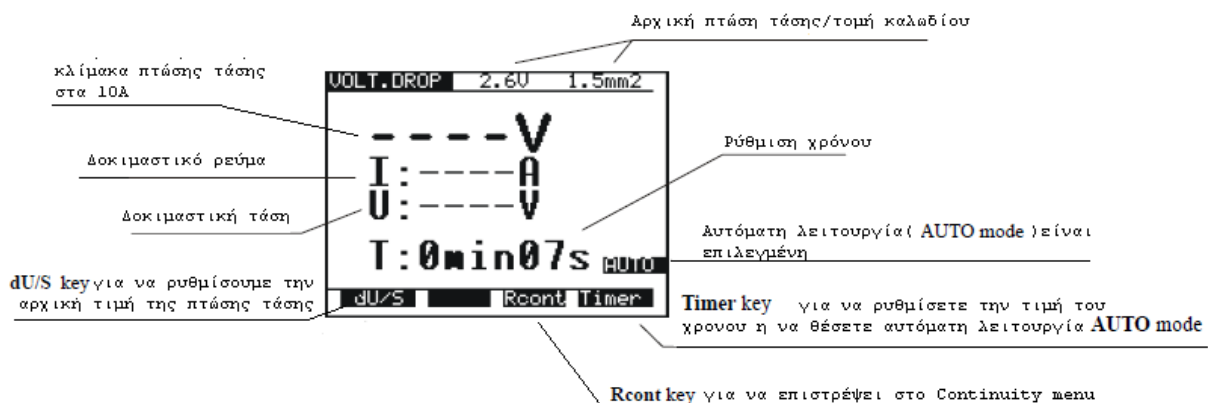 Αρχική πτώση τάσης/τομή καλωδίου
κλίμακα πτώσης τάσης
στα 10Α
VOLT.DROP 2.6V 1.5mm2
----V
Ρύθμιση χρόνου
Δοκιμαστικό ρεύμα
I:----A
Δοκιμαστική τάση
U:----V
Αυτόματη λειτουργία( AUTO mode )είναι
επιλεγμένη
T:0min07s AUTO
dU/S key για να ρυθμίσουμε την
αρχική τιμή της πτώσης τάσης
dU/S Rcont Timer
Timer key για να ρυθμίσετε την τιμή του
χρονου η να θέσετε αυτόματη λειτουργία AUTO mode
Rcont key για να επιστρέψει στο Continuity menu